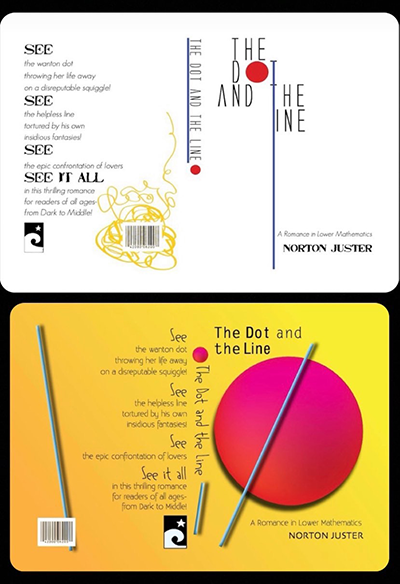 SEE
the wanton dot
throwing her life away
on a disreputable squiggle!
SEE
the helpless line
tortured by his own
insidious fantasies!
SEE
the epic confrontation of lovers
SEE IT ALL
in this thrilling romance
for readers of all ages-
from Dark to Middle!
THE DOT AND THE LINE
THE
DOT
AND THE
LINE
A Romance in Lower Mathematics
NORTON JUSTER
See
the wanton dot
throwing her life away
on a disreputable squiggle!
See
the helpless line
tortured by his own
insidious fantasies!
See
the epic confrontation of lovers
See it all
in this thrilling romance
for readers of all ages-
from Dark to Middle!
The Dot and the Line
The Dot and
the Line
A Romance in Lower Mathematics
NORTON JUSTER